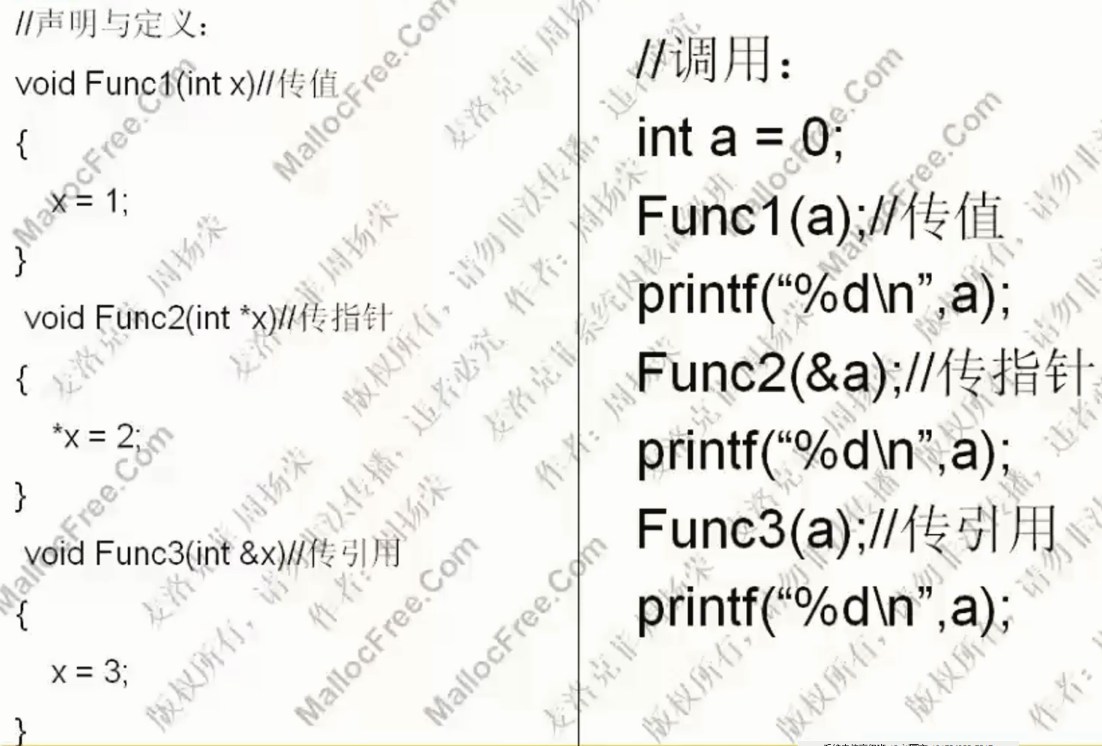 //声明与定义:
void Func1(int x)//传值
{
x = 1;
}
void Func2(int *x)//传指针
{
*x = 2;
}
void Func3(int &x)//传引用
{
x = 3;
}
//调用:
int a = 0;
Func1(a);//传值
printf(“%d\n”,a);
Func2(&a);//传指针
printf(“%d\n”,a);
Func3(a);//传引用
printf(“%d\n”,a);
MallocFree.Com
麦洛克菲 周扬荣
版权所有,请勿非法传播,违者必究
作者:周扬荣